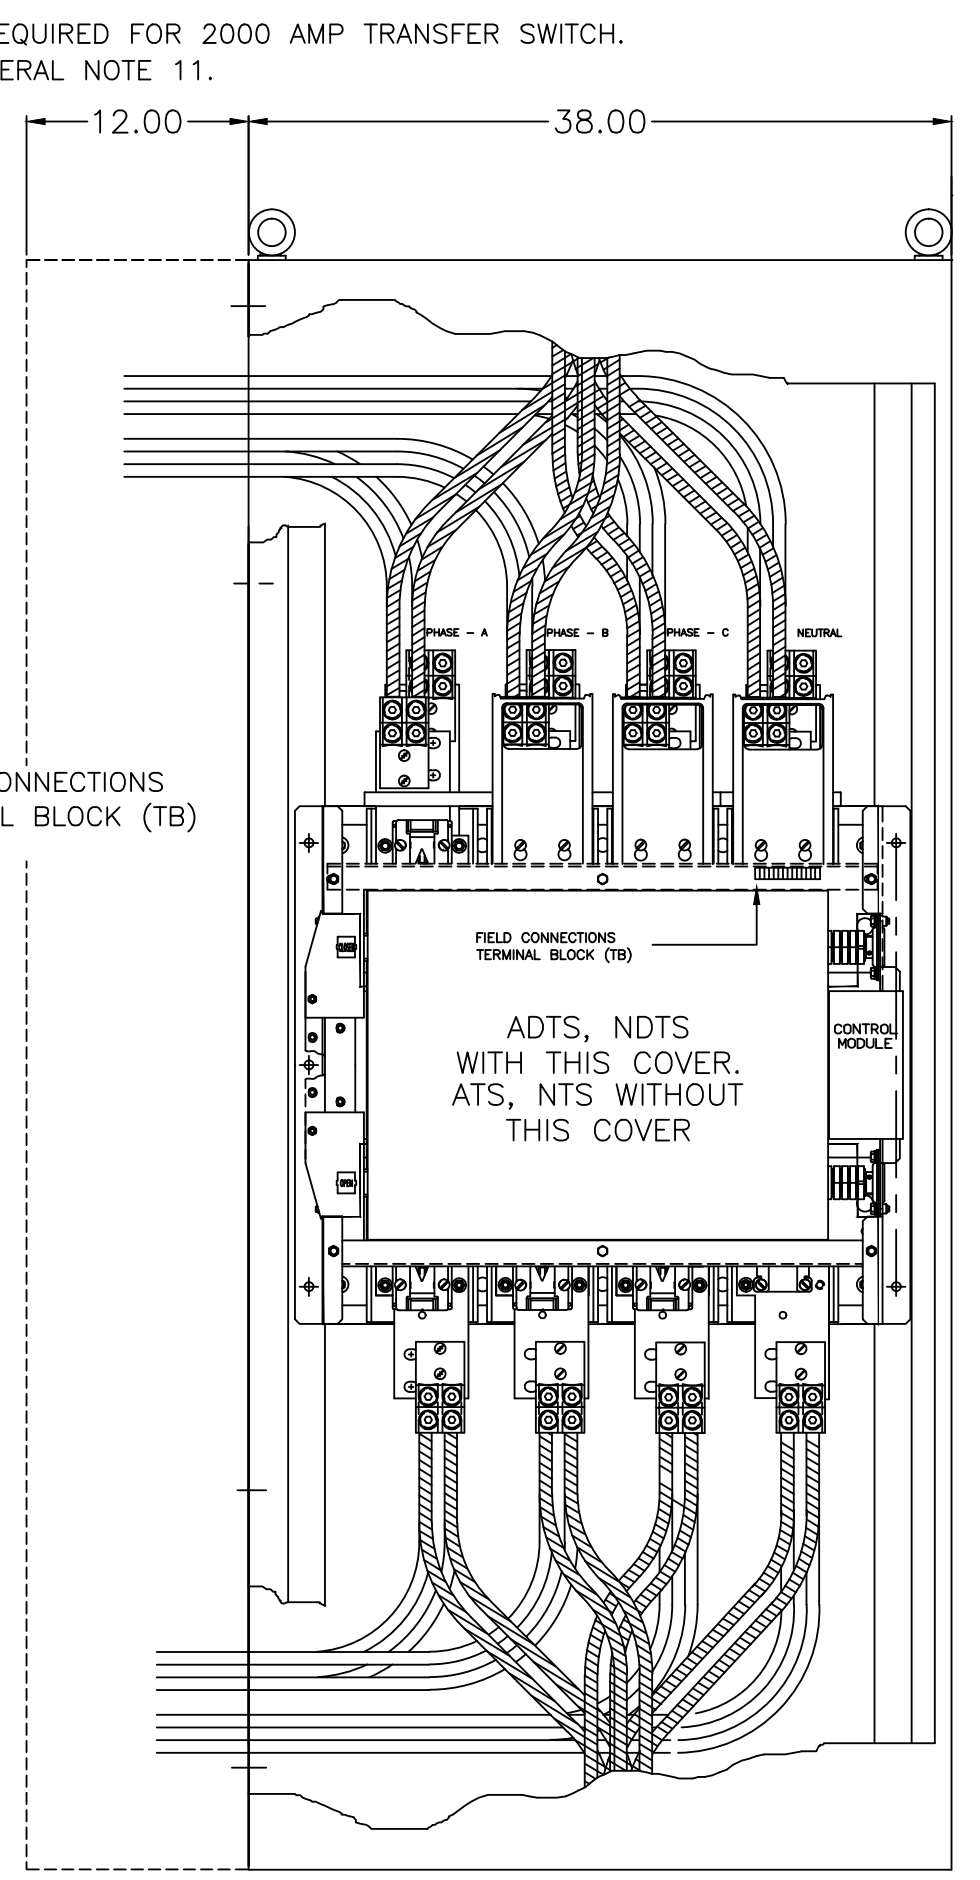 EQUIRED FOR 2000 AMP TRANSFER SWITCH.
ERAL NOTE 11.
12.00
38.00
PHASE - A
PHASE - B
PHASE - C
NEUTRAL
ONNECTIONS
L BLOCK (TB)
CLOSED
FIELD CONNECTIONS
TERMINAL BLOCK (TB)
ADTS, NDTS
WITH THIS COVER.
ATS, NTS WITHOUT
THIS COVER
CONTROL
MODULE
OPEN